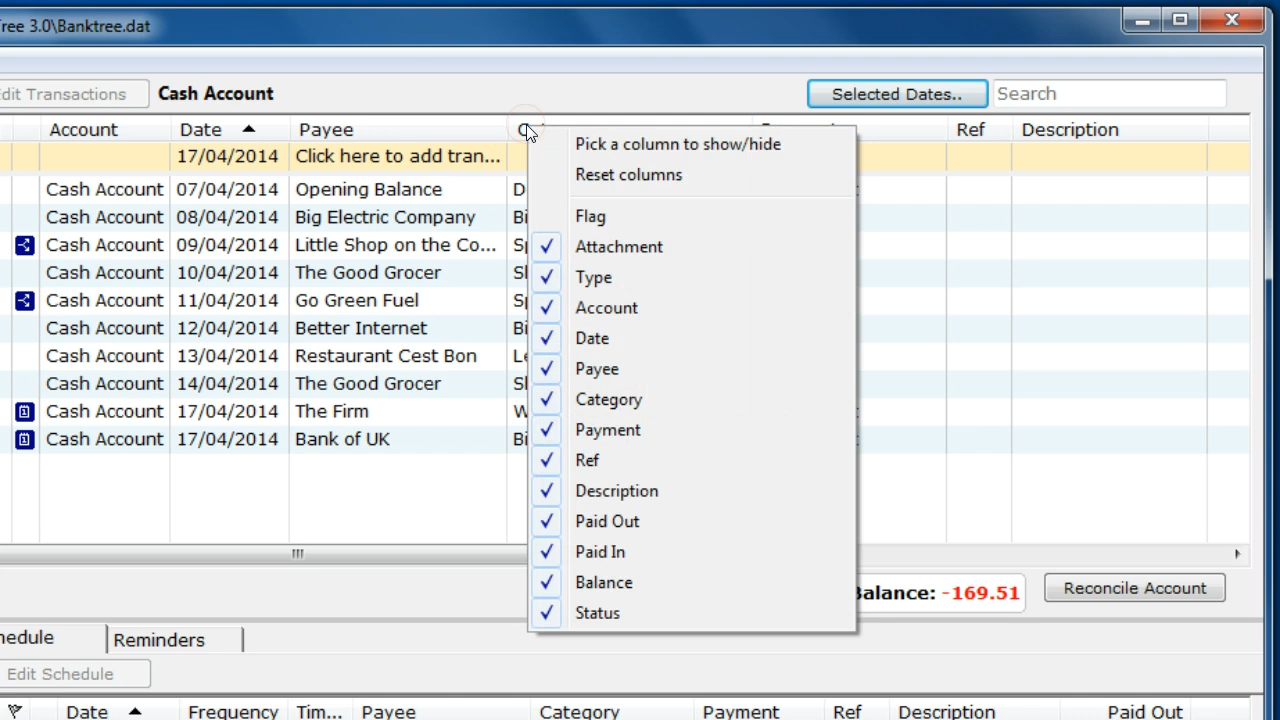 Tree 3.0\Banktree.dat
Edit Transactions Cash Account Selected Dates.. Search
Account Date Payee Ref Description
17/04/2014 Click here to add tran...
Cash Account 07/04/2014 Opening Balance
Cash Account 08/04/2014 Big Electric Company
Cash Account 09/04/2014 Little Shop on the Co...
Cash Account 10/04/2014 The Good Grocer
Cash Account 11/04/2014 Go Green Fuel
Cash Account 12/04/2014 Better Internet
Cash Account 13/04/2014 Restaurant Cest Bon
Cash Account 14/04/2014 The Good Grocer
Cash Account 17/04/2014 The Firm
Cash Account 17/04/2014 Bank of UK
Pick a column to show/hide
Reset columns
Flag
Attachment
Type
Account
Date
Payee
Category
Payment
Ref
Description
Paid Out
Paid In
Balance
Status
Balance: -169.51 Reconcile Account
hedule Reminders
Edit Schedule
Date Frequency Tim... Payee Category Payment Ref Description Paid Out